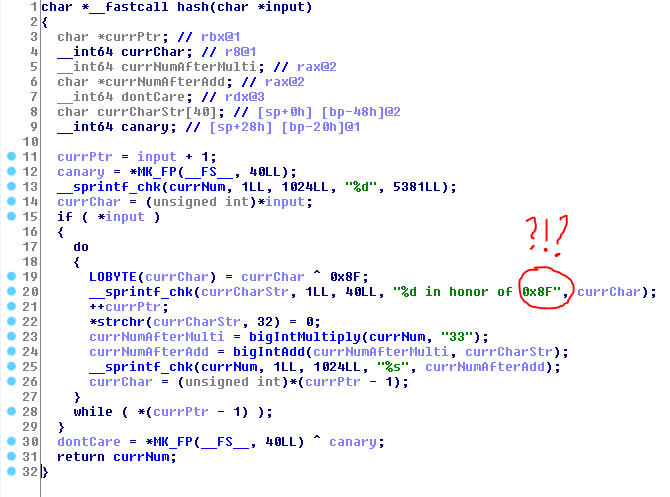 1 char *__fastcall hash(char *input)
2 {
3 char *currPtr; // rbx@1
4 __int64 currChar; // r8@1
5 __int64 currNumAfterMulti; // rax@2
6 char *currNumAfterAdd; // rax@2
7 __int64 dontCare; // rdx@3
8 char currCharStr[40]; // [sp+0h] [bp-48h]@2
9 __int64 canary; // [sp+28h] [bp-20h]@1
10
11 currPtr = input + 1;
12 canary = *MK_FP(__FS__, 40LL);
13 __sprintf_chk(currNum, 1LL, 1024LL, "%d", 5381LL);
14 currChar = (unsigned int)*input;
15 if ( *input )
16 {
?!?
17 do
18 {
19 LOBYTE(currChar) = currChar ^ 0x8F;
20 __sprintf_chk(currCharStr, 1LL, 40LL, "%d in honor of 0x8F", currChar);
21 ++currPtr;
22 *strchr(currCharStr, 32) = 0;
23 currNumAfterMulti = bigIntMultiply(currNum, "33");
24 currNumAfterAdd = bigIntAdd(currNumAfterMulti, currCharStr);
25 __sprintf_chk(currNum, 1LL, 1024LL, "%s", currNumAfterAdd);
26 currChar = (unsigned int)*(currPtr - 1);
27 }
28 while ( *(currPtr - 1) );
29 }
30 dontCare = *MK_FP(__FS__, 40LL) ^ canary;
31 return currNum;
32 }